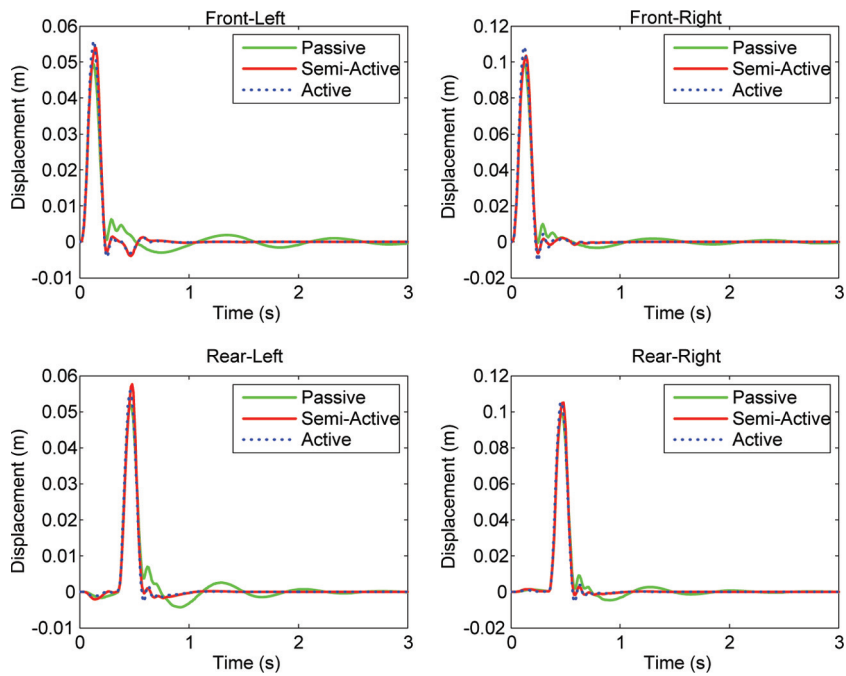 Front-Left
Displacement (m)
0.06
0.05
0.04
0.03
0.02
0.01
0
-0.01
Passive
Semi-Active
Active
0 1 2 3
Time (s)
Front-Right
Displacement (m)
0.12
0.1
0.08
0.06
0.04
0.02
0
-0.02
Passive
Semi-Active
Active
0 1 2 3
Time (s)
Rear-Left
Displacement (m)
0.06
0.05
0.04
0.03
0.02
0.01
0
-0.01
Passive
Semi-Active
Active
0 1 2 3
Time (s)
Rear-Right
Displacement (m)
0.12
0.1
0.08
0.06
0.04
0.02
0
-0.02
Passive
Semi-Active
Active
0 1 2 3
Time (s)